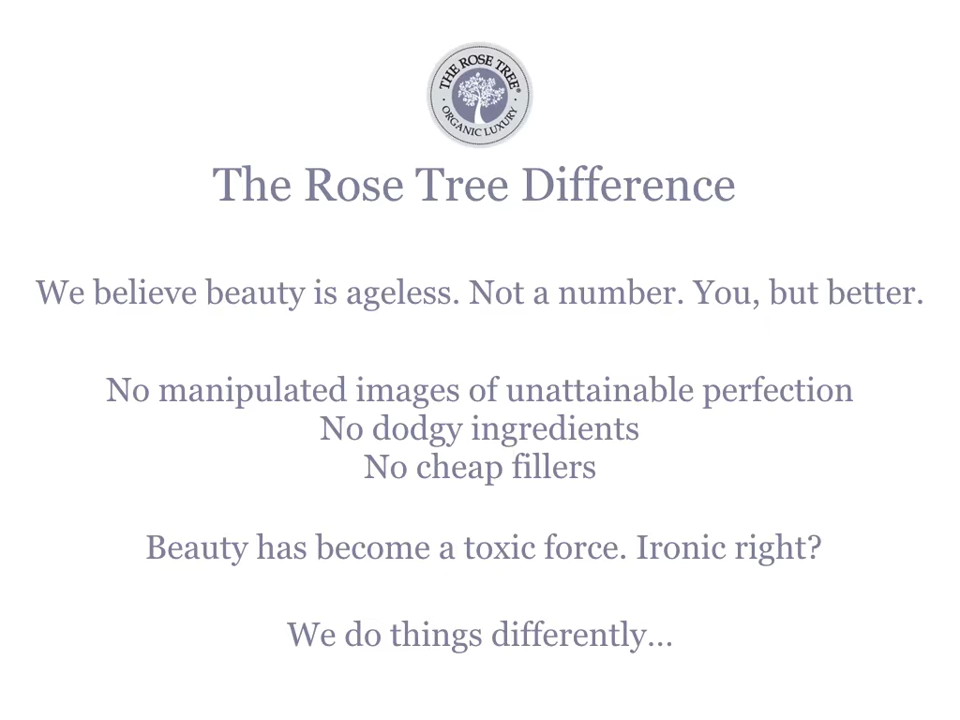 THE ROSE TREE®
ORGANIC LUXURY
The Rose Tree Difference
We believe beauty is ageless. Not a number. You, but better.
No manipulated images of unattainable perfection
No dodgy ingredients
No cheap fillers
Beauty has become a toxic force. Ironic right?
We do things differently...